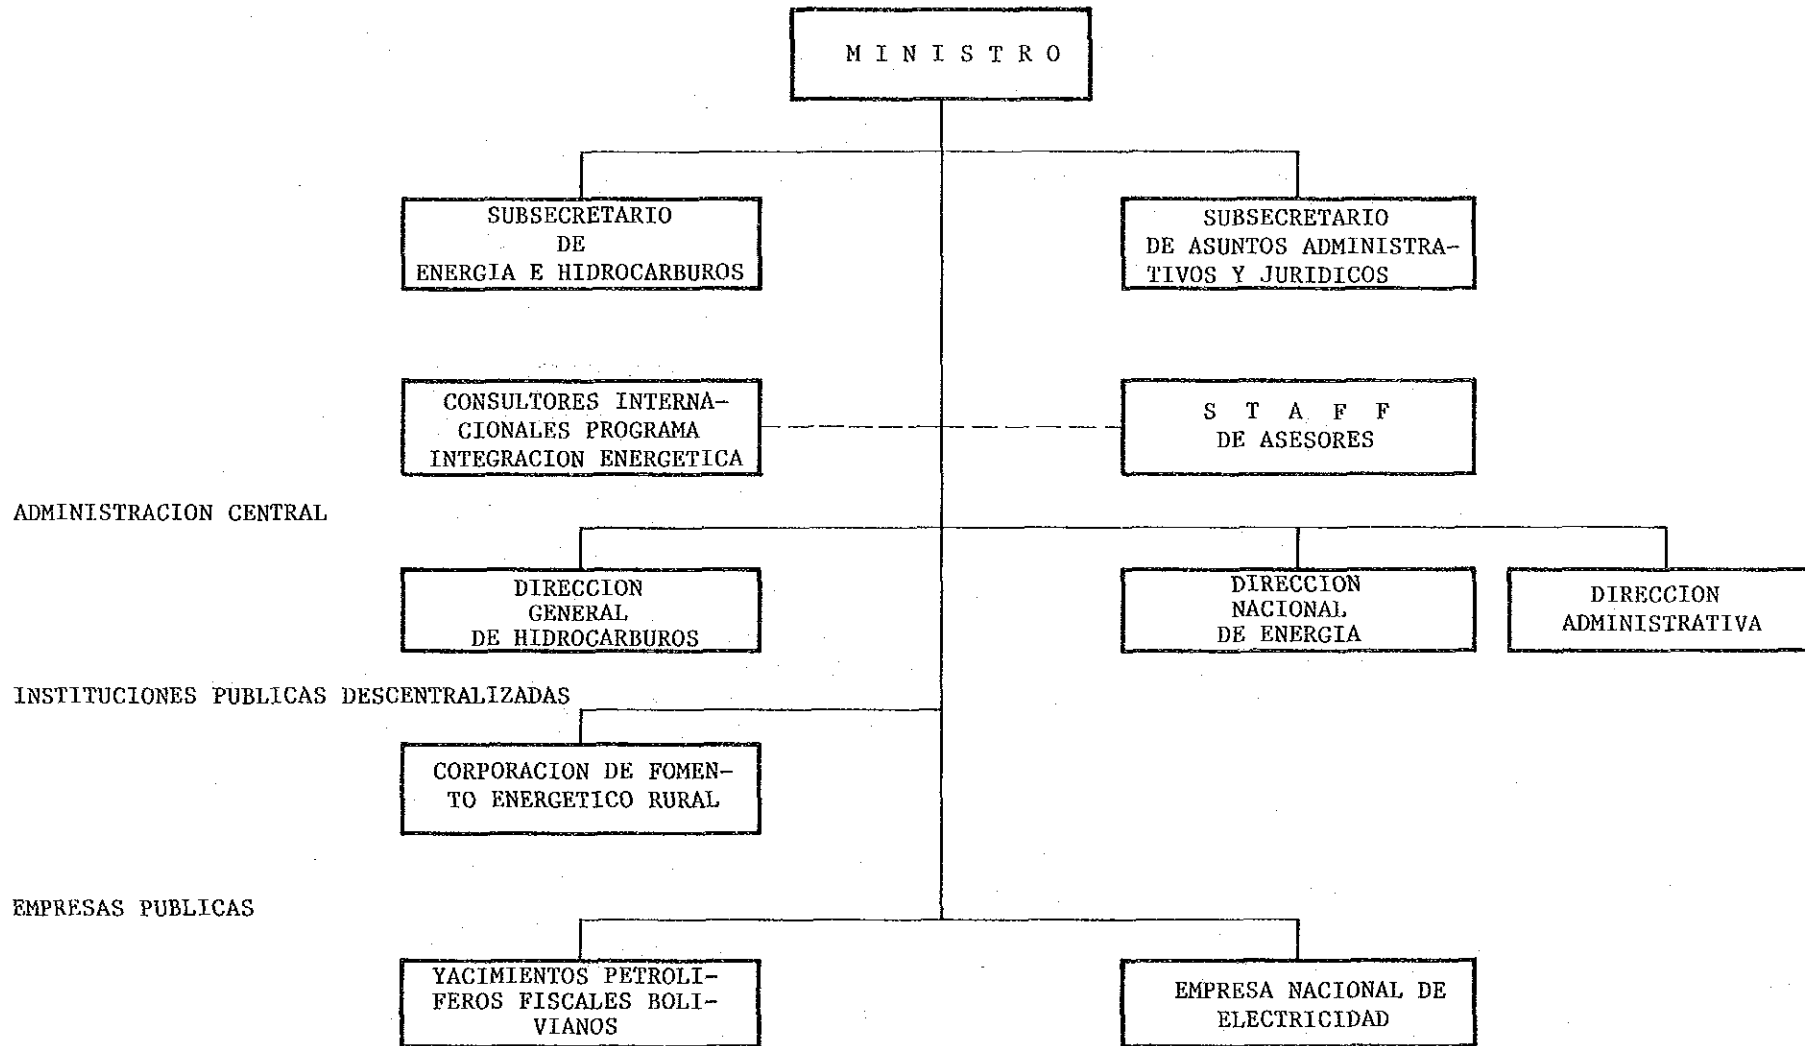 M I N I S T R O
SUBSECRETARIO
DE
ENERGIA E HIDROCARBUROS
SUBSECRETARIO
DE ASUNTOS ADMINISTRA-
TIVOS Y JURIDICOS
CONSULTORES INTERNA-
CIONALES PROGRAMA
INTEGRACION ENERGETICA
S T A F F
DE ASESORES
ADMINISTRACION CENTRAL
DIRECCION
GENERAL
DE HIDROCARBUROS
DIRECCION
NACIONAL
DE ENERGIA
DIRECCION
ADMINISTRATIVA
INSTITUCIONES PUBLICAS DESCENTRALIZADAS
CORPORACION DE FOMEN-
TO ENERGETICO RURAL
EMPRESAS PUBLICAS
YACIMIENTOS PETROLI-
FEROS FISCALES BOLI-
VIANOS
EMPRESA NACIONAL DE
ELECTRICIDAD